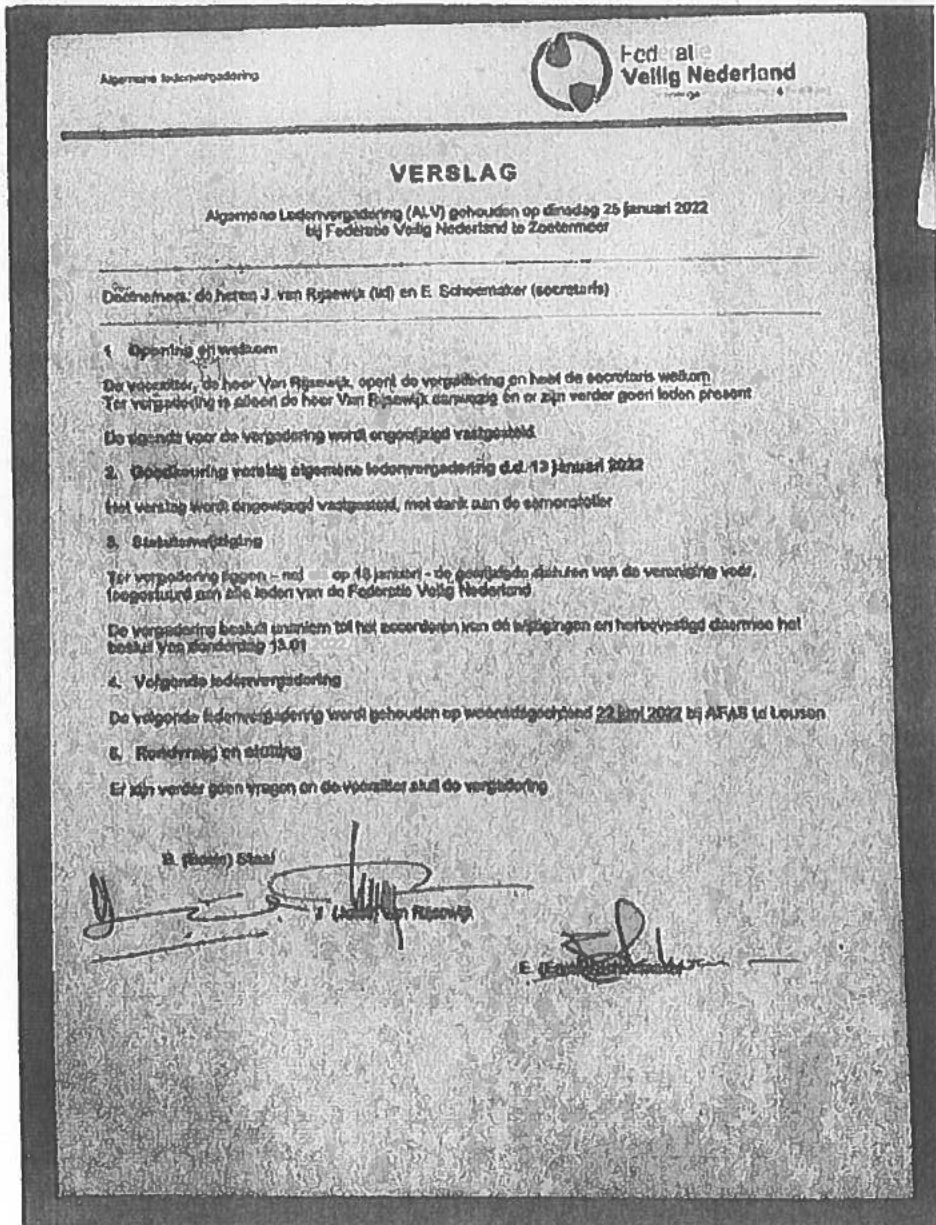 Algemene ledenvergadering
Federatie
Veilig Nederland
VERSLAG
Algemene Ledenvergadering (ALV) gehouden op dinsdag 25 januari 2022
bij Federatie Veilig Nederland te Zoetermeer
Deelnemers: de heren J. van Rijsewijk (lid) en E. Schoemaker (secretaris)
1. Opening en welkom
De voorzitter, de heer Van Rijsewijk, opent de vergadering en heet de secretaris welkom
Ter vergadering is alleen de heer Van Rijsewijk aanwezig en er zijn verder geen leden present
De agenda voor de vergadering wordt ongewijzigd vastgesteld.
2. Goedkeuring verslag algemene ledenvergadering d.d. 13 januari 2022
Het verslag wordt ongewijzigd vastgesteld, met dank aan de samensteller
3. Statutenwijziging
Ter vergadering liggen – op 18 januari - de gewijzigde statuten van de vereniging voor,
toegestuurd aan alle leden van de Federatie Veilig Nederland
De vergadering besluit unaniem tot het accorderen van de wijzigingen en herbevestigd daarmee het
besluit van donderdag 13.01
4. Volgende ledenvergadering
De volgende ledenvergadering wordt gehouden op woensdagochtend 22 juni 2022 bij AFAS te Leusen
5. Rondvraag en sluiting
Er zijn verder geen vragen en de voorzitter sluit de vergadering
B. Staal
van Rijsewijk
E.